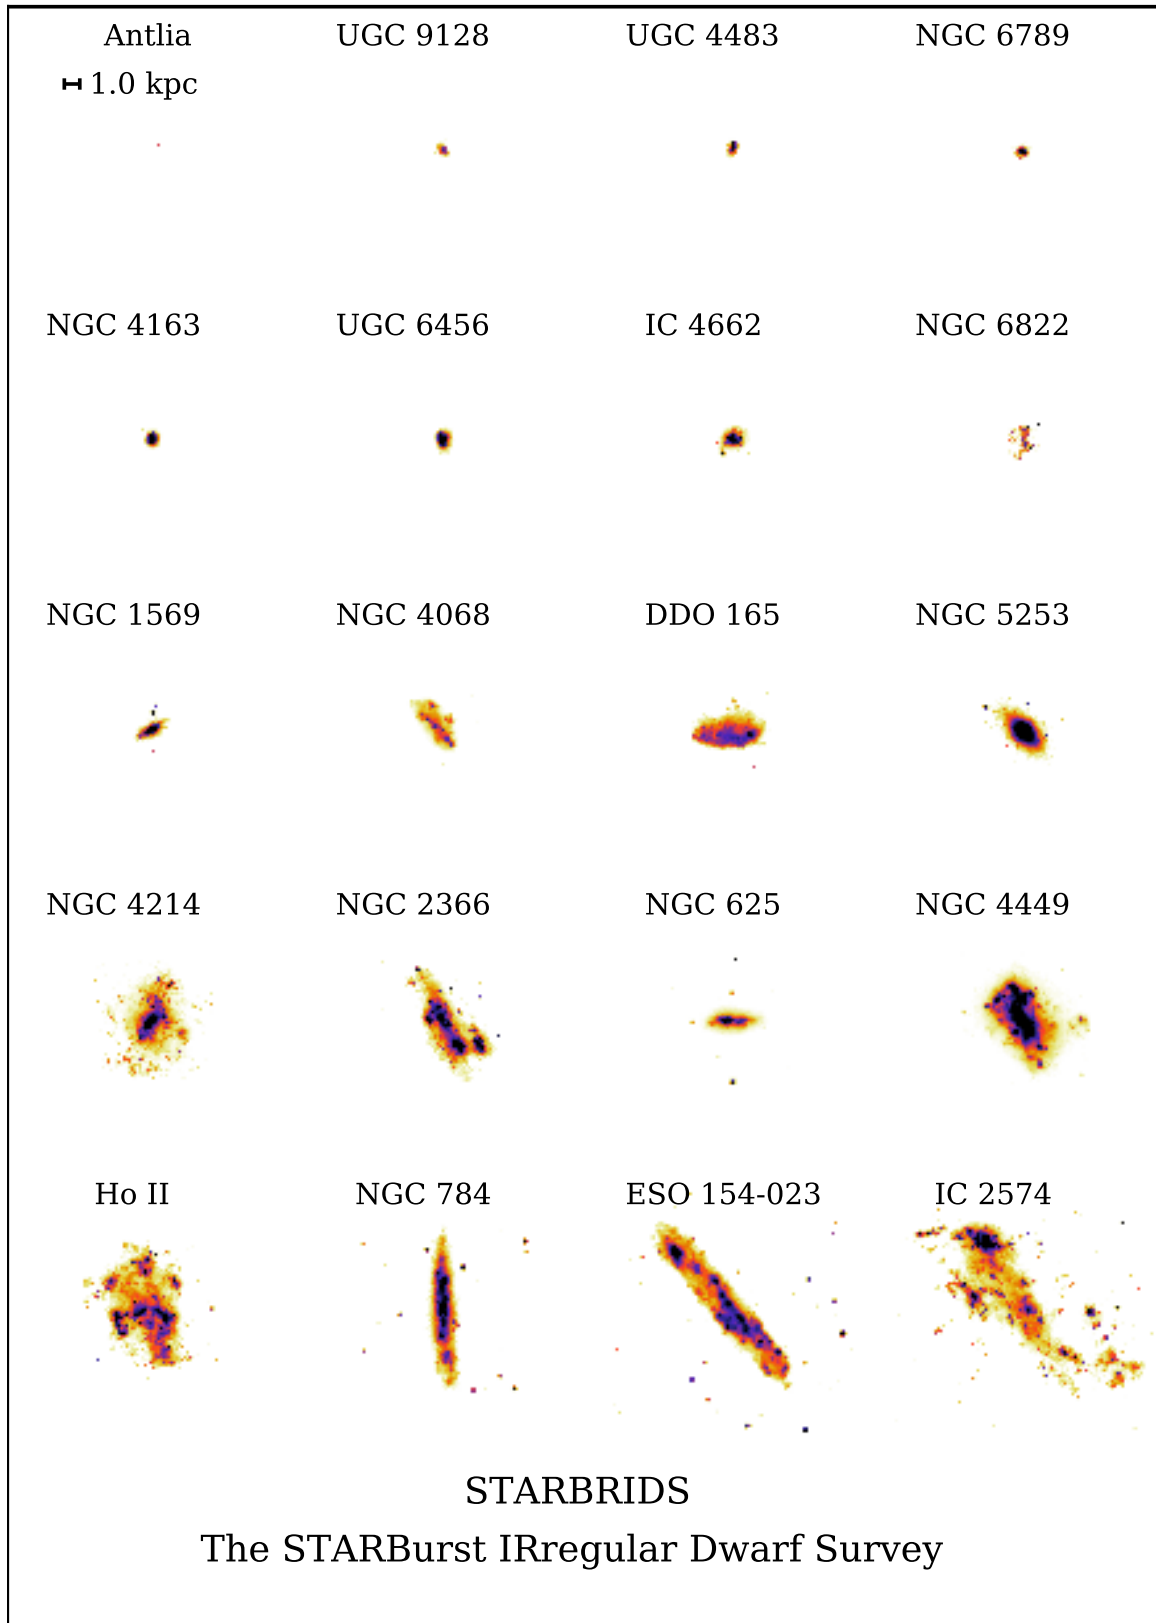 Antlia UGC 9128 UGC 4483 NGC 6789
1.0 kpc
NGC 4163 UGC 6456 IC 4662 NGC 6822
NGC 1569 NGC 4068 DDO 165 NGC 5253
NGC 4214 NGC 2366 NGC 625 NGC 4449
Ho II NGC 784 ESO 154-023 IC 2574
STARBRIDS
The STARBurst IRregular Dwarf Survey